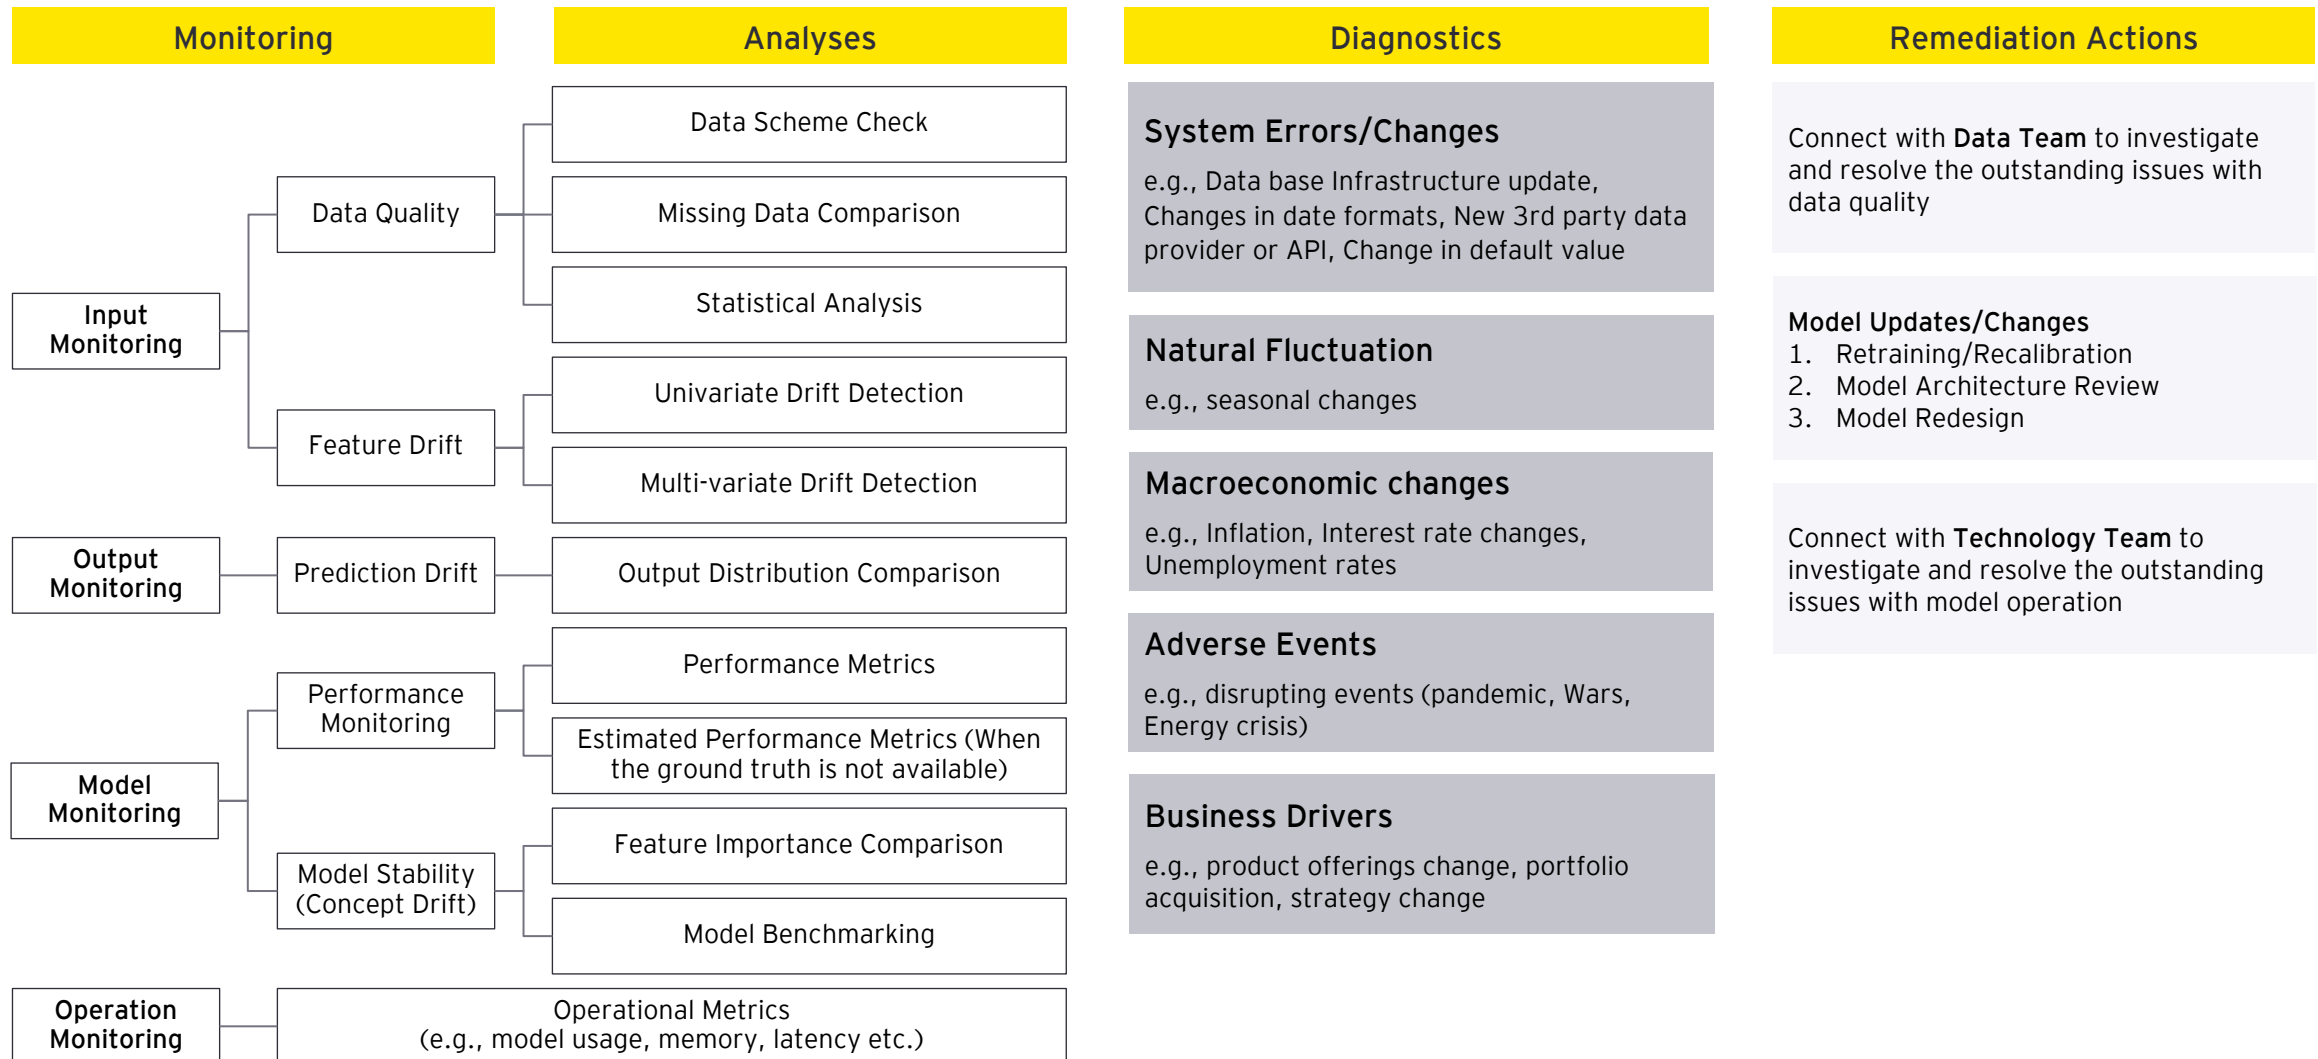 Monitoring
Analyses
Diagnostics
Remediation Actions
Input
Monitoring
Data Quality
Data Scheme Check
Missing Data Comparison
Statistical Analysis
Feature Drift
Univariate Drift Detection
Multi-variate Drift Detection
Output
Monitoring
Prediction Drift
Output Distribution Comparison
Model
Monitoring
Performance
Monitoring
Performance Metrics
Estimated Performance Metrics (When
the ground truth is not available)
Model Stability
(Concept Drift)
Feature Importance Comparison
Model Benchmarking
Operation
Monitoring
Operational Metrics
(e.g., model usage, memory, latency etc.)
System Errors/Changes
e.g., Data base Infrastructure update,
Changes in date formats, New 3rd party data
provider or API, Change in default value
Natural Fluctuation
e.g., seasonal changes
Macroeconomic changes
e.g., Inflation, Interest rate changes,
Unemployment rates
Adverse Events
e.g., disrupting events (pandemic, Wars,
Energy crisis)
Business Drivers
e.g., product offerings change, portfolio
acquisition, strategy change
Connect with Data Team to investigate
and resolve the outstanding issues with
data quality
Model Updates/Changes
1. Retraining/Recalibration
2. Model Architecture Review
3. Model Redesign
Connect with Technology Team to
investigate and resolve the outstanding
issues with model operation